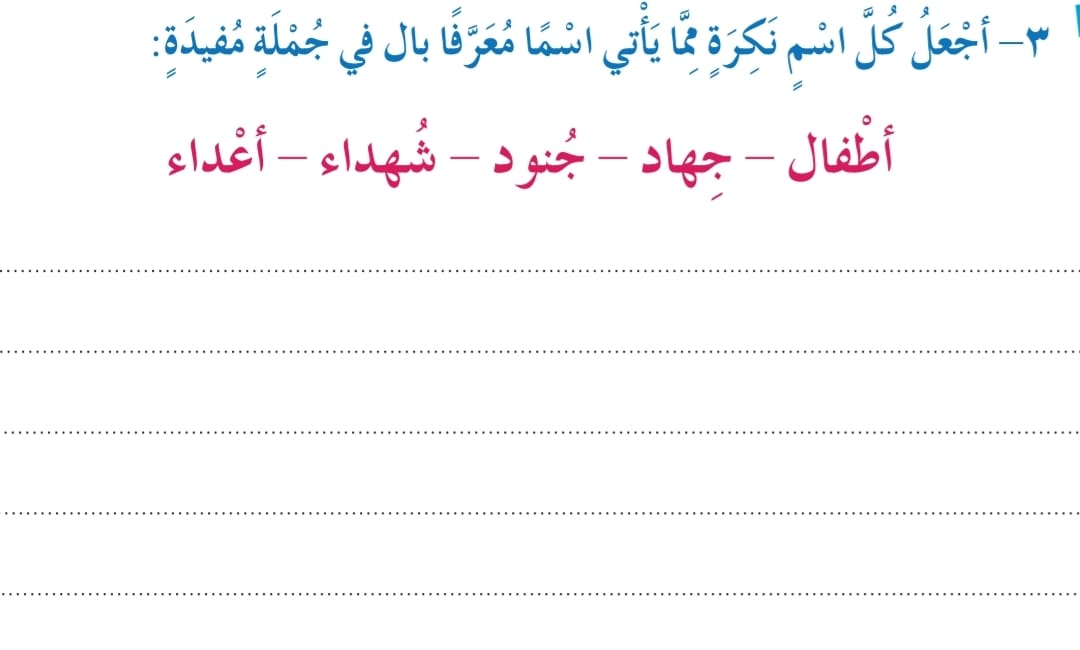 ٣– أَجْعَلُ كُلَّ اسْمٍ نَكِرَةٍ مِمَّا يَأْتي اسْمًا مُعَرَّفًا بال في جُمْلَةٍ مُفيدَةٍ:
أَطْفال – جِهاد – جُنود – شُهداء – أَعْداء